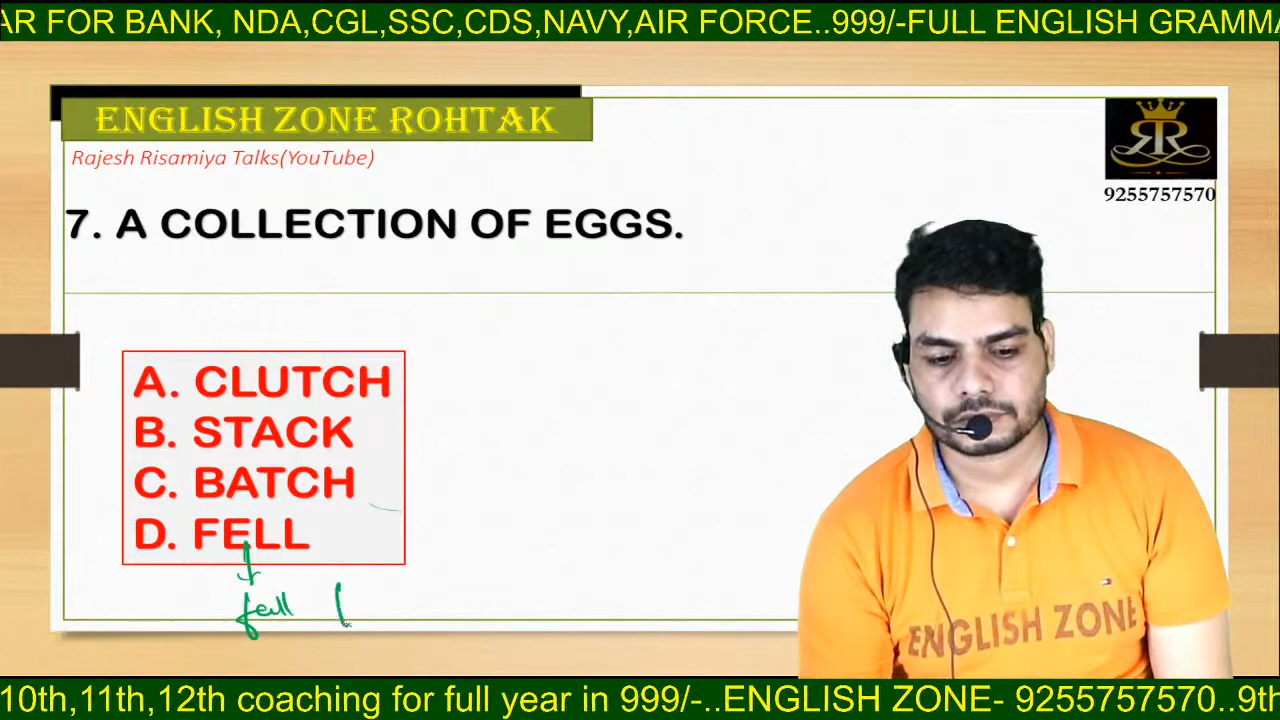 AR FOR BANK, NDA,CGL,SSC,CDS,NAVY,AIR FORCE..999/-FULL ENGLISH GRAMMA
ENGLISH ZONE ROHTAK
Rajesh Risamiya Talks(YouTube)
RR
9255757570
7. A COLLECTION OF EGGS.
A. CLUTCH
B. STACK
C. BATCH
D. FELL
fall (
ENGLISH ZONE
10th,11th,12th coaching for full year in 999/-..ENGLISH ZONE- 9255757570..9th